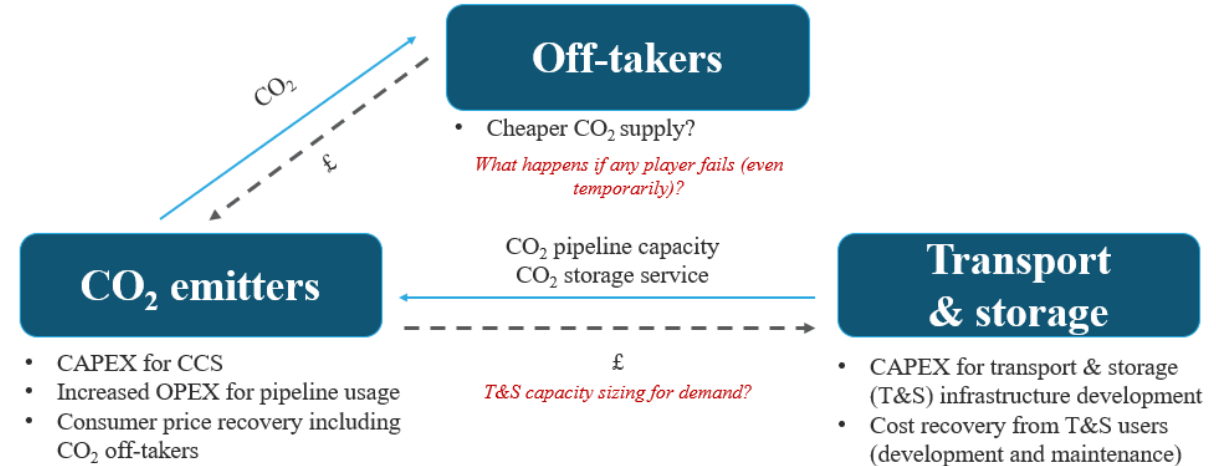 Off-takers
CO₂
£
• Cheaper CO₂ supply?
What happens if any player fails (even
temporarily)?
CO₂ emitters
CO₂ pipeline capacity
CO₂ storage service
Transport
& storage
£
T&S capacity sizing for demand?
• CAPEX for CCS
• Increased OPEX for pipeline usage
• Consumer price recovery including
CO₂ off-takers
• CAPEX for transport & storage
(T&S) infrastructure development
• Cost recovery from T&S users
(development and maintenance)